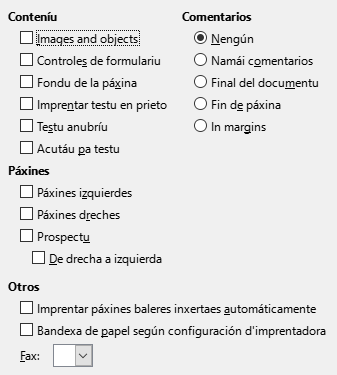 Conteníu
Images and objects
Controles de formulariu
Fondu de la páxina
Imprentar testu en prieto
Testu anubríu
Acutáu pa testu
Comentarios
Nengún
Namái comentarios
Final del documentu
Fin de páxina
In margins
Páxines
Páxines izquierdes
Páxines dreches
Prospectu
De drecha a izquierda
Otros
Imprentar páxines baleres inxertaes automáticamente
Bandexa de papel según configuración d'imprentadora
Fax: